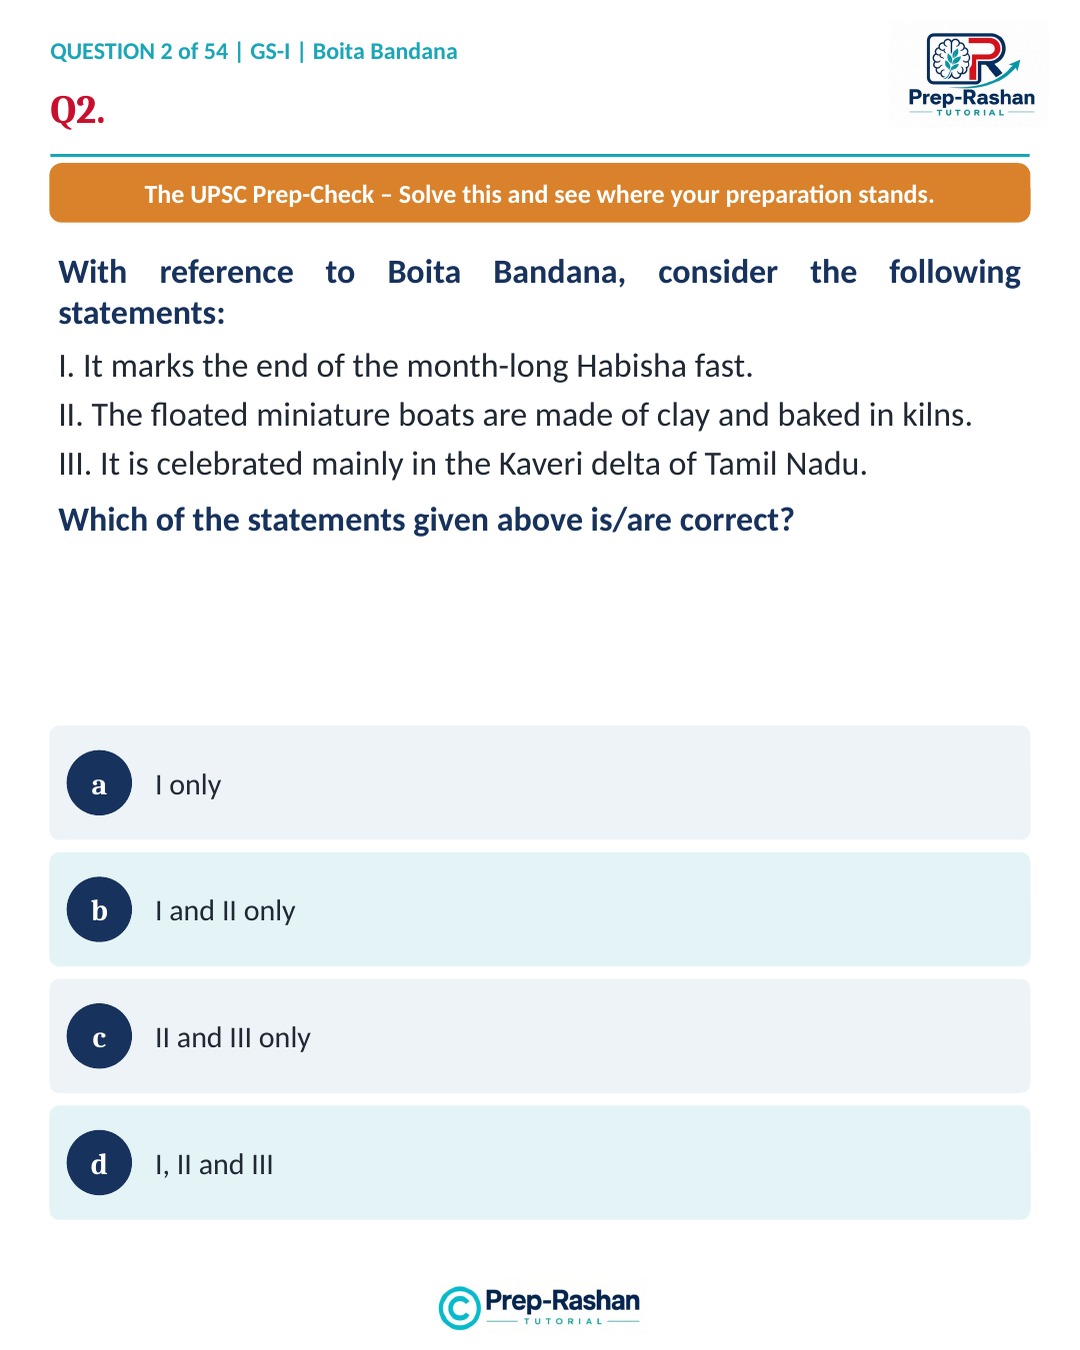 QUESTION 2 of 54 | GS-I | Boita Bandana
Q2.
R
Prep-Rashan
TUTORIAL
The UPSC Prep-Check – Solve this and see where your preparation stands.
With reference to Boita Bandana, consider the following
statements:
I. It marks the end of the month-long Habisha fast.
II. The floated miniature boats are made of clay and baked in kilns.
III. It is celebrated mainly in the Kaveri delta of Tamil Nadu.
Which of the statements given above is/are correct?
a I only
b I and II only
c II and III only
d I, II and III
© Prep-Rashan
TUTORIAL